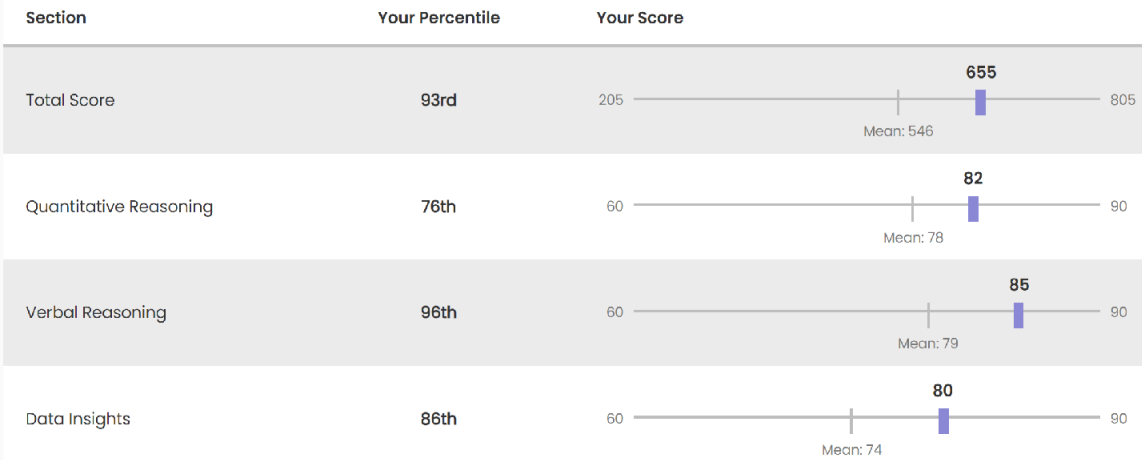 Section Your Percentile Your Score
655
Total Score 93rd 205 805
Mean: 546
82
Quantitative Reasoning 76th 60 90
Mean: 78
85
Verbal Reasoning 96th 60 90
Mean: 79
80
Data Insights 86th 60 90
Mean: 74